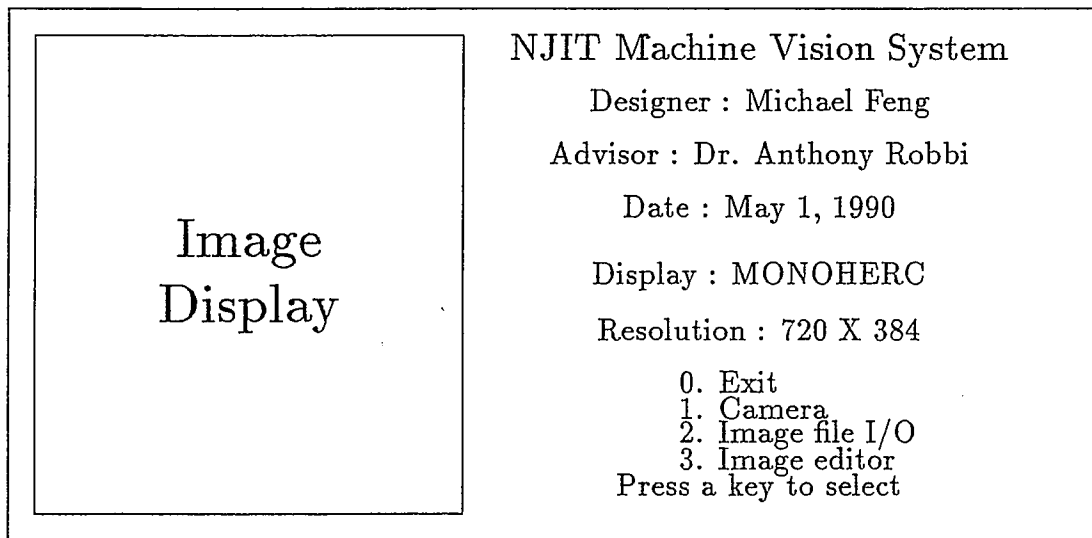 Image
Display
NJIT Machine Vision System
Designer : Michael Feng
Advisor : Dr. Anthony Robbi
Date : May 1, 1990
Display : MONOHERC
Resolution : 720 X 384
0. Exit
1. Camera
2. Image file I/O
3. Image editor
Press a key to select